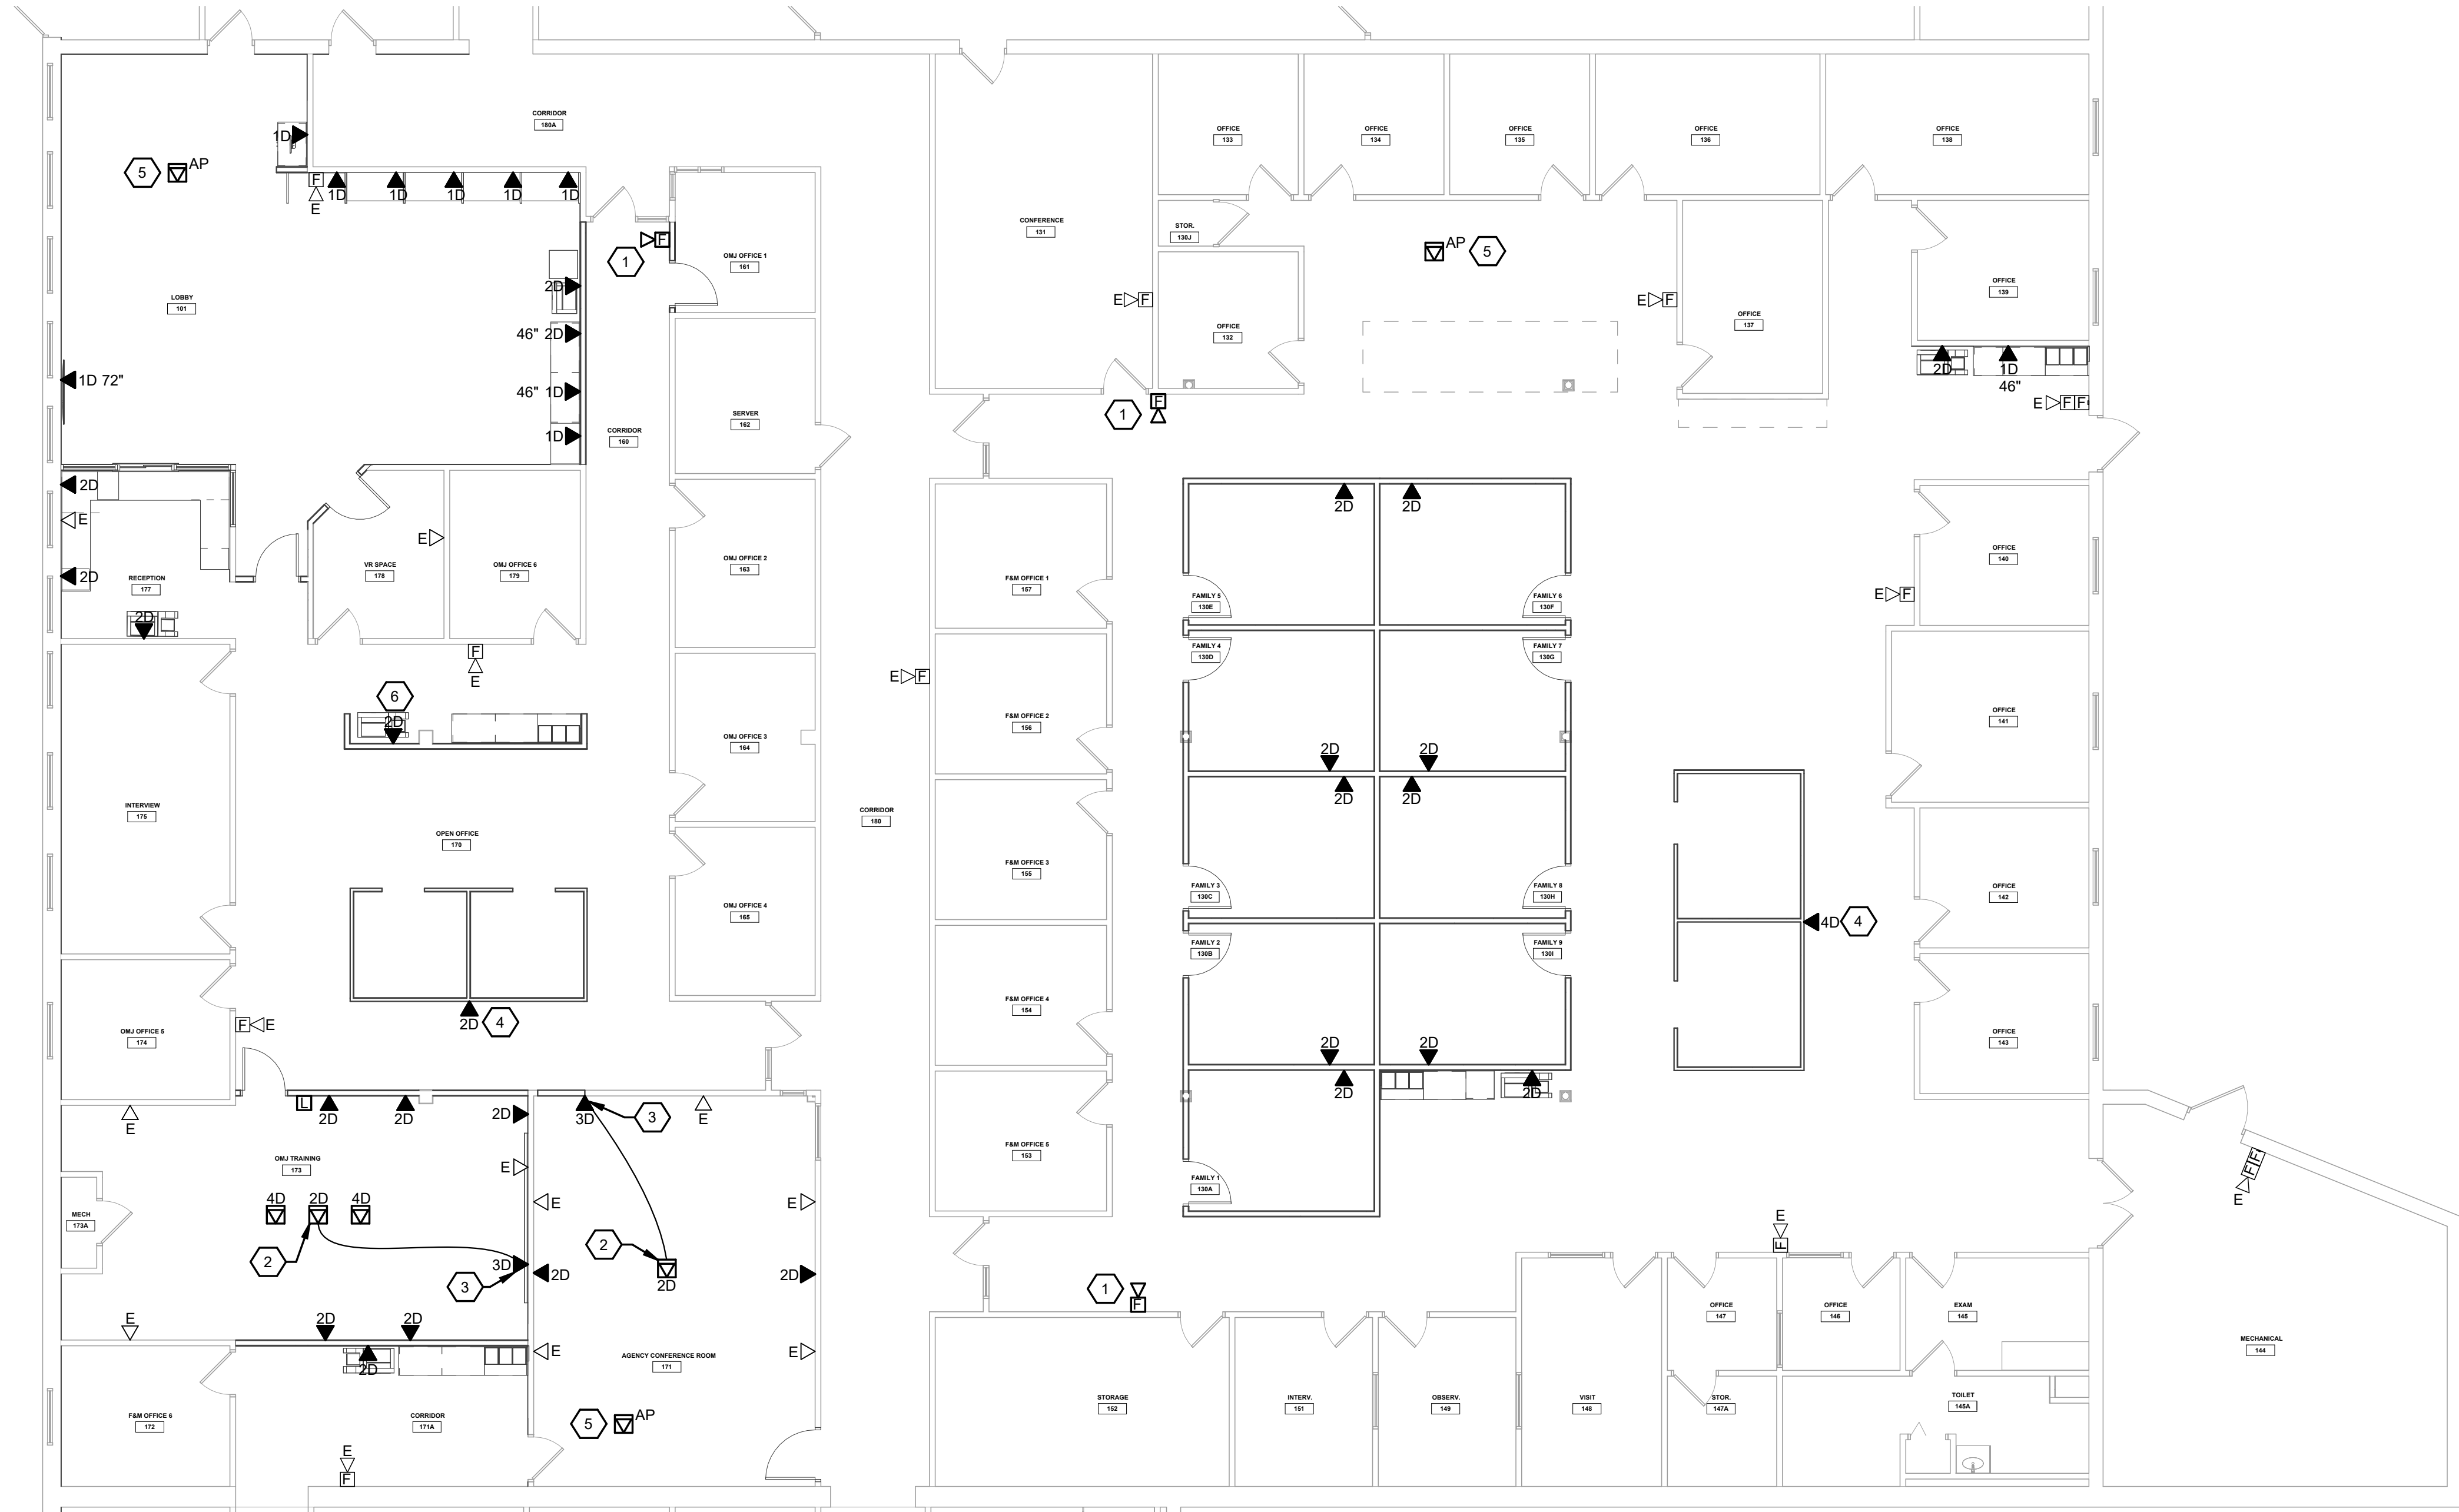 CORRIDOR
180A
OFFICE
133
OFFICE
134
OFFICE
135
OFFICE
136
OFFICE
138
1D
5
AP
F
E
1D
1D
1D
1D
1D
CONFERENCE
131
STOR.
130J
F
1
OMJ OFFICE 1
161
AP
5
LOBBY
101
2D
46" 2D
46" 1D
1D
1D 72"
E
F
OFFICE
132
E
F
OFFICE
137
OFFICE
139
2D
1D
46"
E
F
F
1
F
SERVER
162
CORRIDOR
160
2D
E
2D
RECEPTION
177
2D
E
VR SPACE
178
OMJ OFFICE 6
179
F
E
OMJ OFFICE 2
163
F&M OFFICE 1
157
2D
2D
FAMILY 5
130E
FAMILY 6
130F
OFFICE
140
E
F
FAMILY 4
130D
FAMILY 7
130G
E
F
6
2D
OMJ OFFICE 3
164
F&M OFFICE 2
156
OFFICE
141
2D
2D
2D
2D
INTERVIEW
175
OPEN OFFICE
170
CORRIDOR
180
F&M OFFICE 3
155
FAMILY 3
130C
FAMILY 8
130H
OFFICE
142
OMJ OFFICE 4
165
4D
4
FAMILY 2
130B
FAMILY 9
130I
F&M OFFICE 4
154
OMJ OFFICE 5
174
F
E
2D
4
OFFICE
143
2D
2D
2D
2D
E
L
2D
2D
2D
3D
3
E
F&M OFFICE 5
153
OMJ TRAINING
173
E
FAMILY 1
130A
F
F
E
MECH
173A
4D
2D
4D
E
E
E
F
2
2
2D
3D
3
2D
2D
1
F
E
2D
2D
OFFICE
147
OFFICE
146
EXAM
145
MECHANICAL
144
2D
E
E
AGENCY CONFERENCE ROOM
171
F&M OFFICE 6
172
CORRIDOR
171A
5
AP
E
F
STORAGE
152
INTERV.
151
OBSERV.
149
VISIT
148
STOR.
147A
TOILET
145A